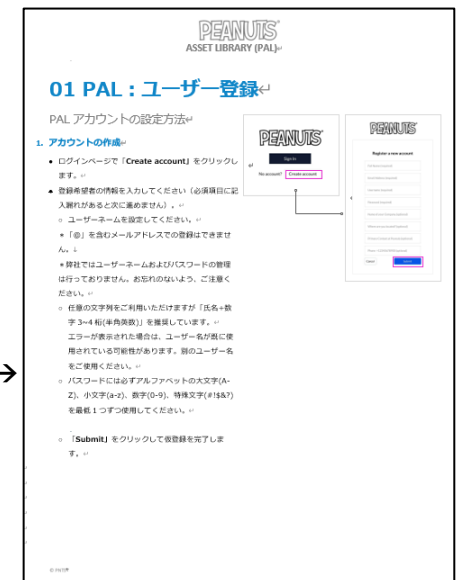 PEANUTS
ASSET LIBRARY (PAL)
01 PAL：ユーザー登録
PAL アカウントの設定方法
1. アカウントの作成
• ログインページで「Create account」をクリックし
ます。
• 登録希望者の情報を入力してください（必須項目に記
入漏れがあると次に進めません）。
○ ユーザーネームを設定してください。
＊「@」を含むメールアドレスでの登録はできませ
ん。↓
＊弊社ではユーザーネームおよびパスワードの管理
は行っておりません。お忘れのないよう、ご注意く
ださい。
○ 任意の文字列をご利用いただけますが「氏名+数
字 3~4 桁(半角英数)」を推奨しています。
エラーが表示された場合は、ユーザー名が既に使
用されている可能性があります。別のユーザー名
をご使用ください。
○ パスワードには必ずアルファベットの大文字(A-
Z)、小文字(a-z)、数字(0-9)、特殊文字(#!$&?)
を最低 1 つずつ使用してください。
○ 「Submit」をクリックして仮登録を完了しま
す。
PEANUTS
Sign In
No account? Create account
PEANUTS
Register a new account
Cancel